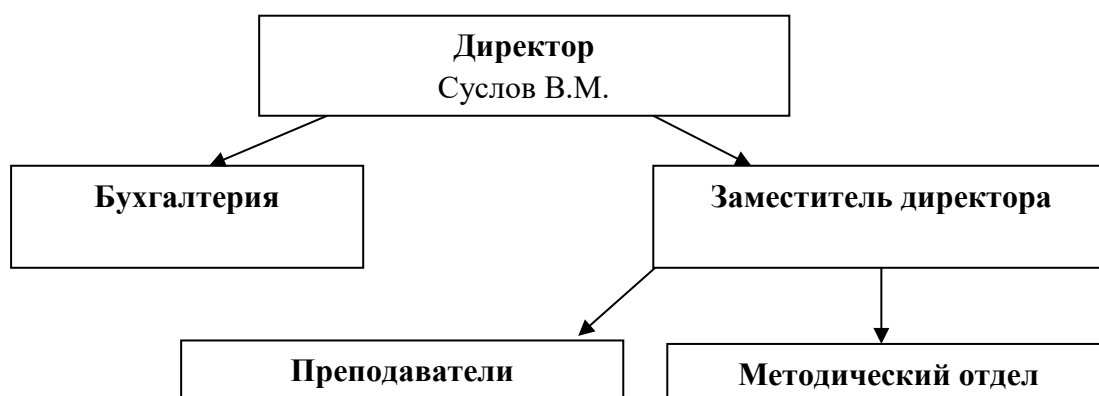 Директор
Суслов В.М.
Бухгалтерия
Заместитель директора
Преподаватели
Методический отдел